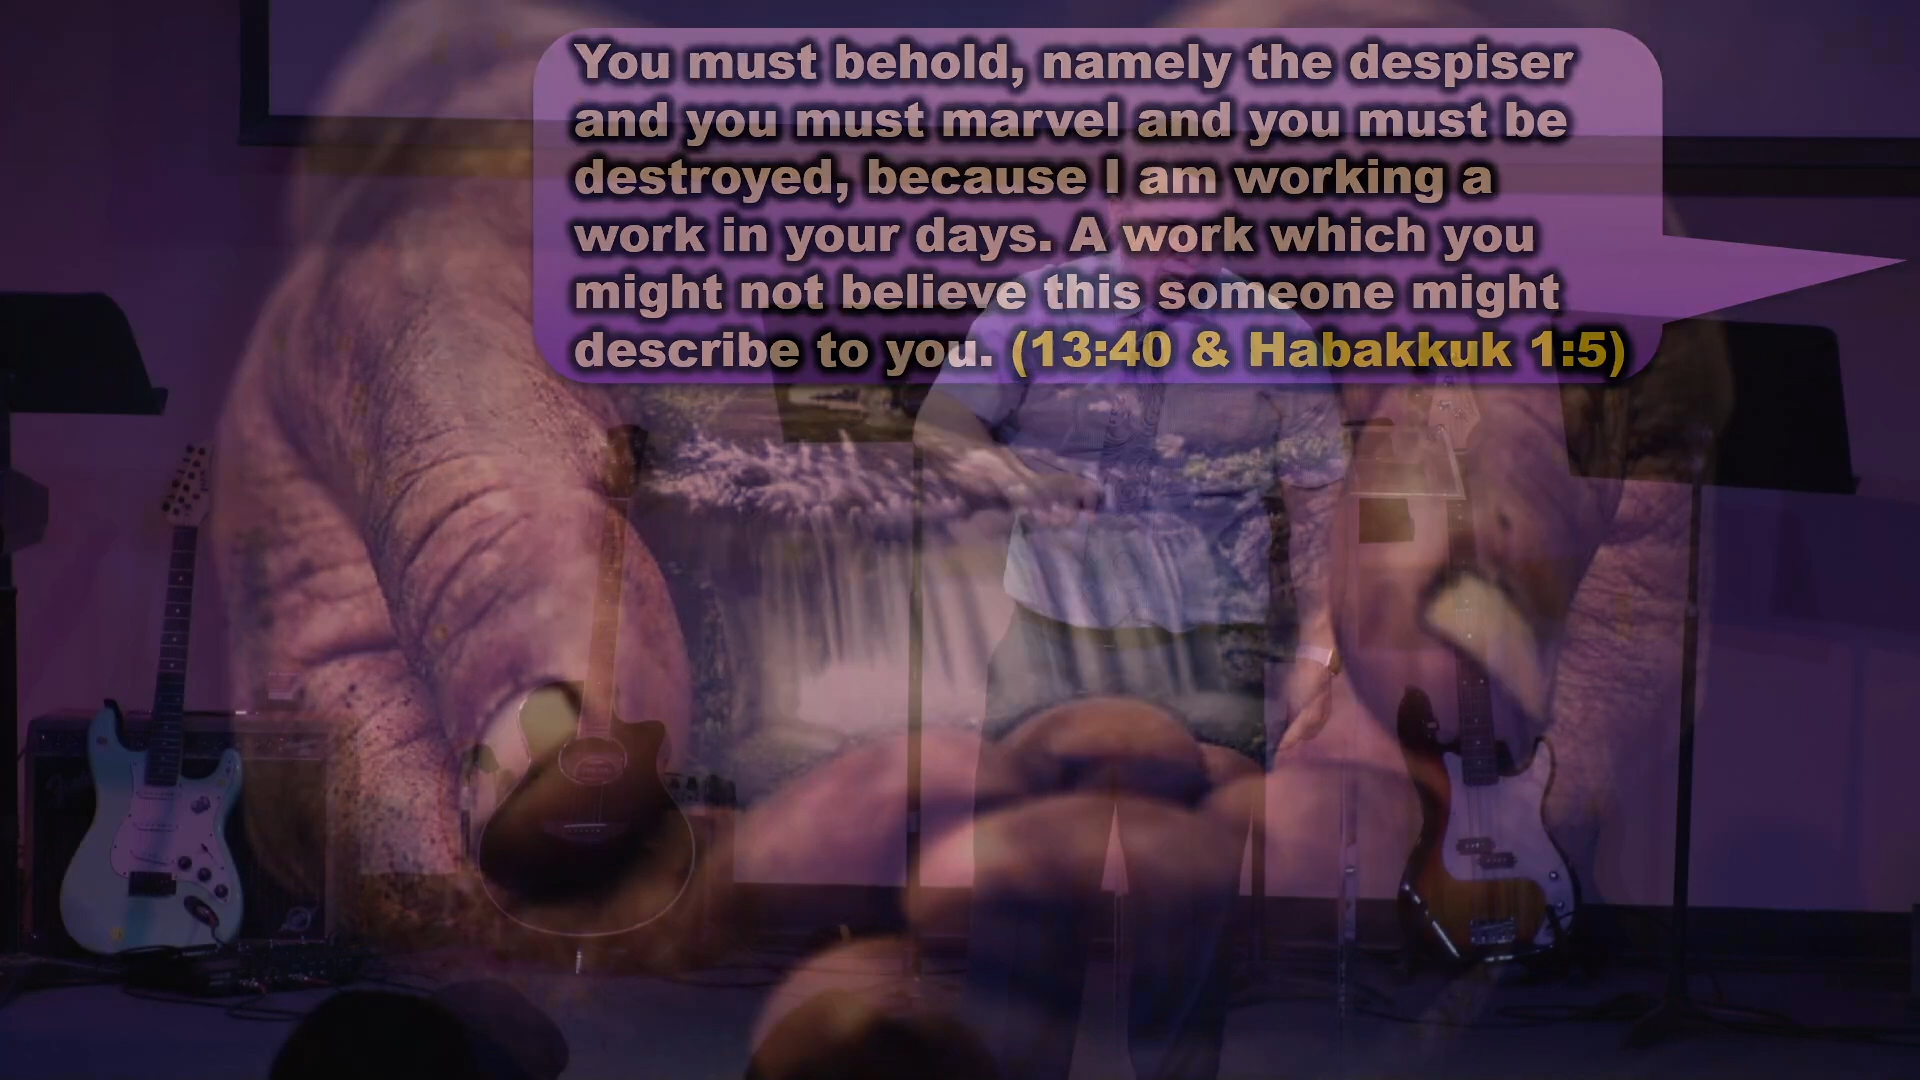 You must behold, namely the despiser
and you must marvel and you must be
destroyed, because I am working a
work in your days. A work which you
might not believe this someone might
describe to you. (13:40 & Habakkuk 1:5)